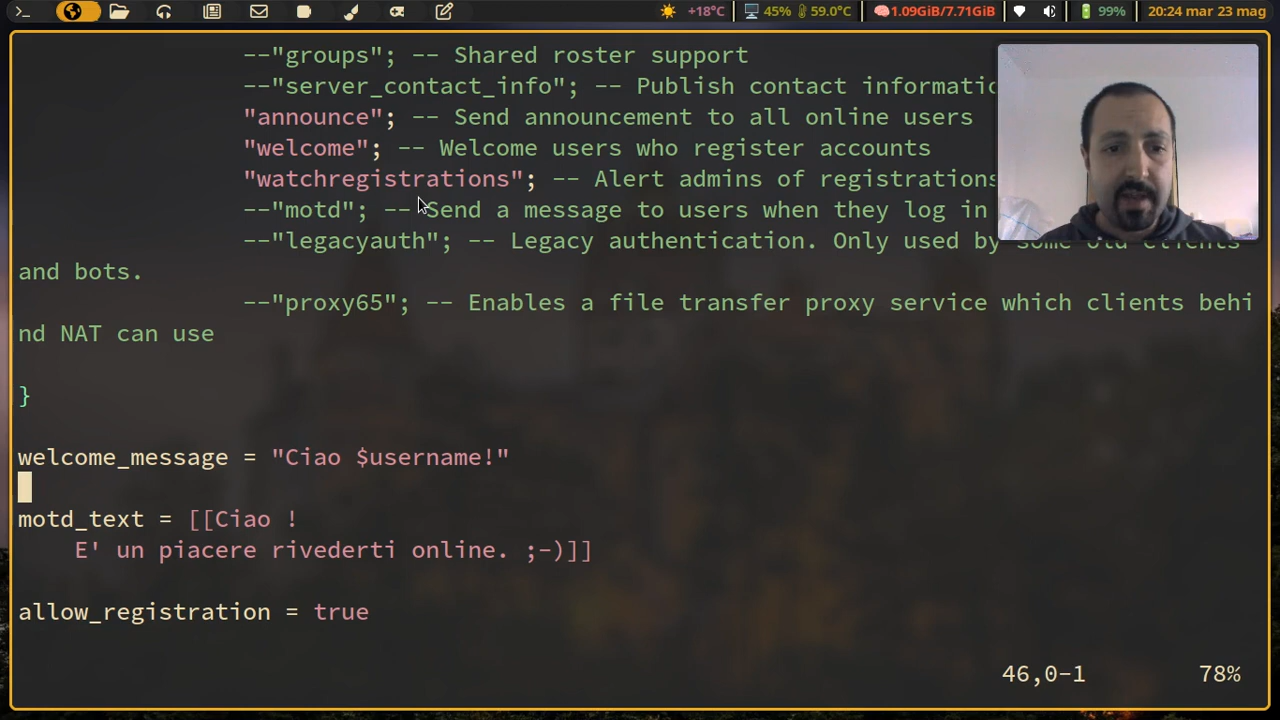 +18°C 45% 59.0°C 1.09GiB/7.71GiB 99% 20:24 mar 23 mag
--"groups"; -- Shared roster support
--"server_contact_info"; -- Publish contact informatio
"announce"; -- Send announcement to all online users
"welcome"; -- Welcome users who register accounts
"watchregistrations"; -- Alert admins of registrations
--"motd"; -- Send a message to users when they log in
--"legacyauth"; -- Legacy authentication. Only used by some old clients
and bots.
--"proxy65"; -- Enables a file transfer proxy service which clients behi
nd NAT can use
}
welcome_message = "Ciao $username!"
motd_text = [[Ciao !
E' un piacere rivederti online. ;-)]]
allow_registration = true
46,0-1 78%